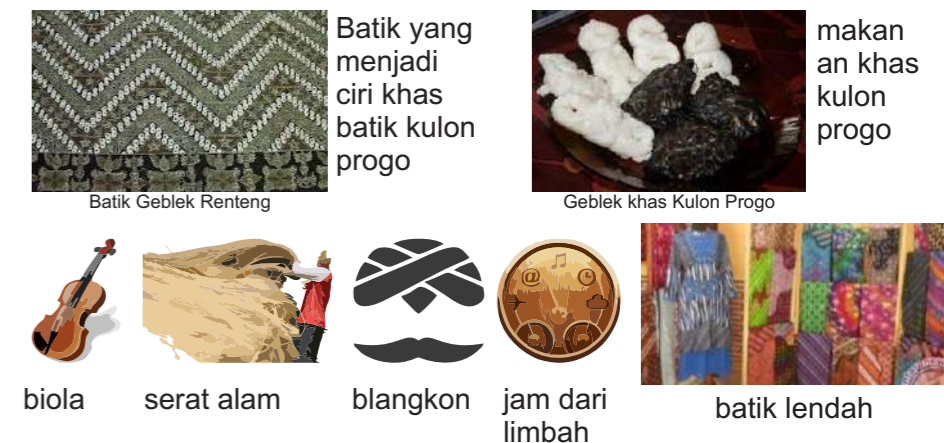 Batik yang
menjadi
ciri khas
batik kulon
progo
Batik Geblek Renteng
makan
an khas
kulon
progo
Geblek khas Kulon Progo
biola
serat alam
blangkon
jam dari
limbah
batik lendah